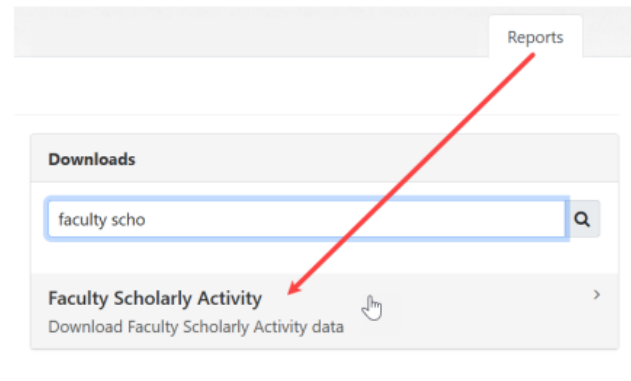 Reports
Downloads
faculty scho
Faculty Scholarly Activity
Download Faculty Scholarly Activity data